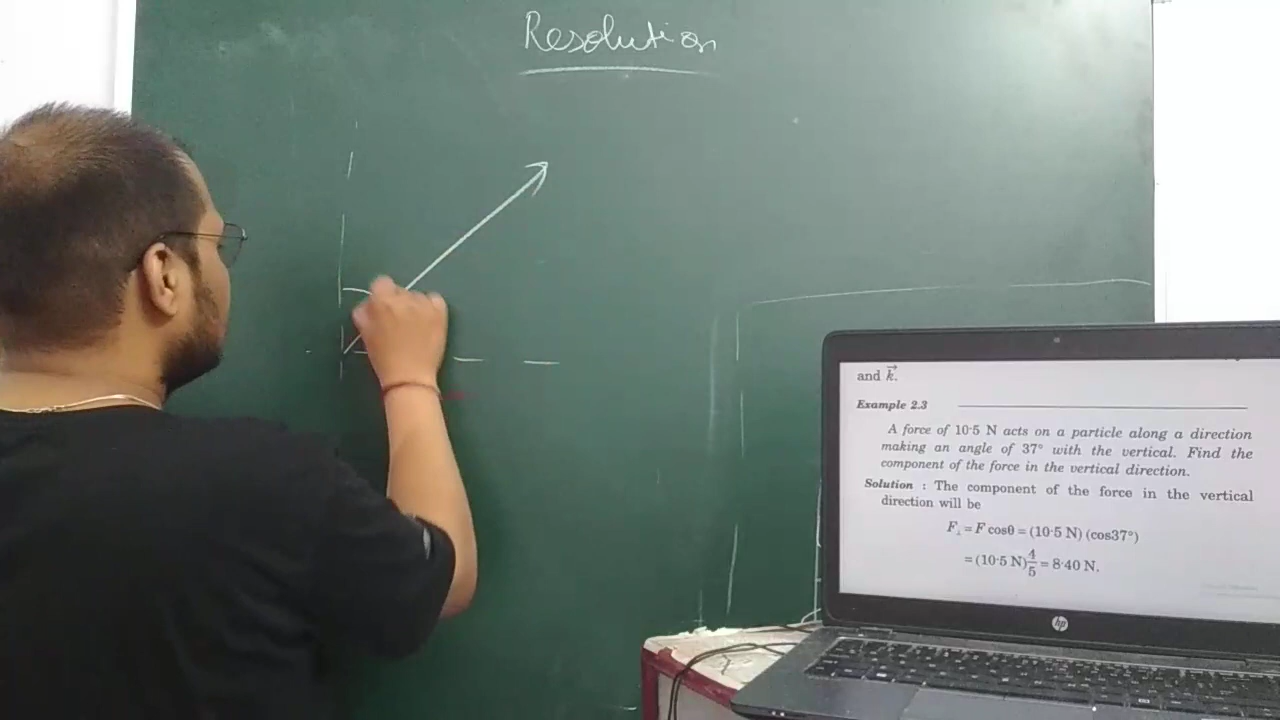 Resolution
and k⃗.
Example 2.3
A force of 10·5 N acts on a particle along a direction
making an angle of 37° with the vertical. Find the
component of the force in the vertical direction.
Solution : The component of the force in the vertical
direction will be
F⊥ = F cosθ = (10·5 N) (cos37°)
= (10·5 N) 4/5 = 8·40 N.
hp